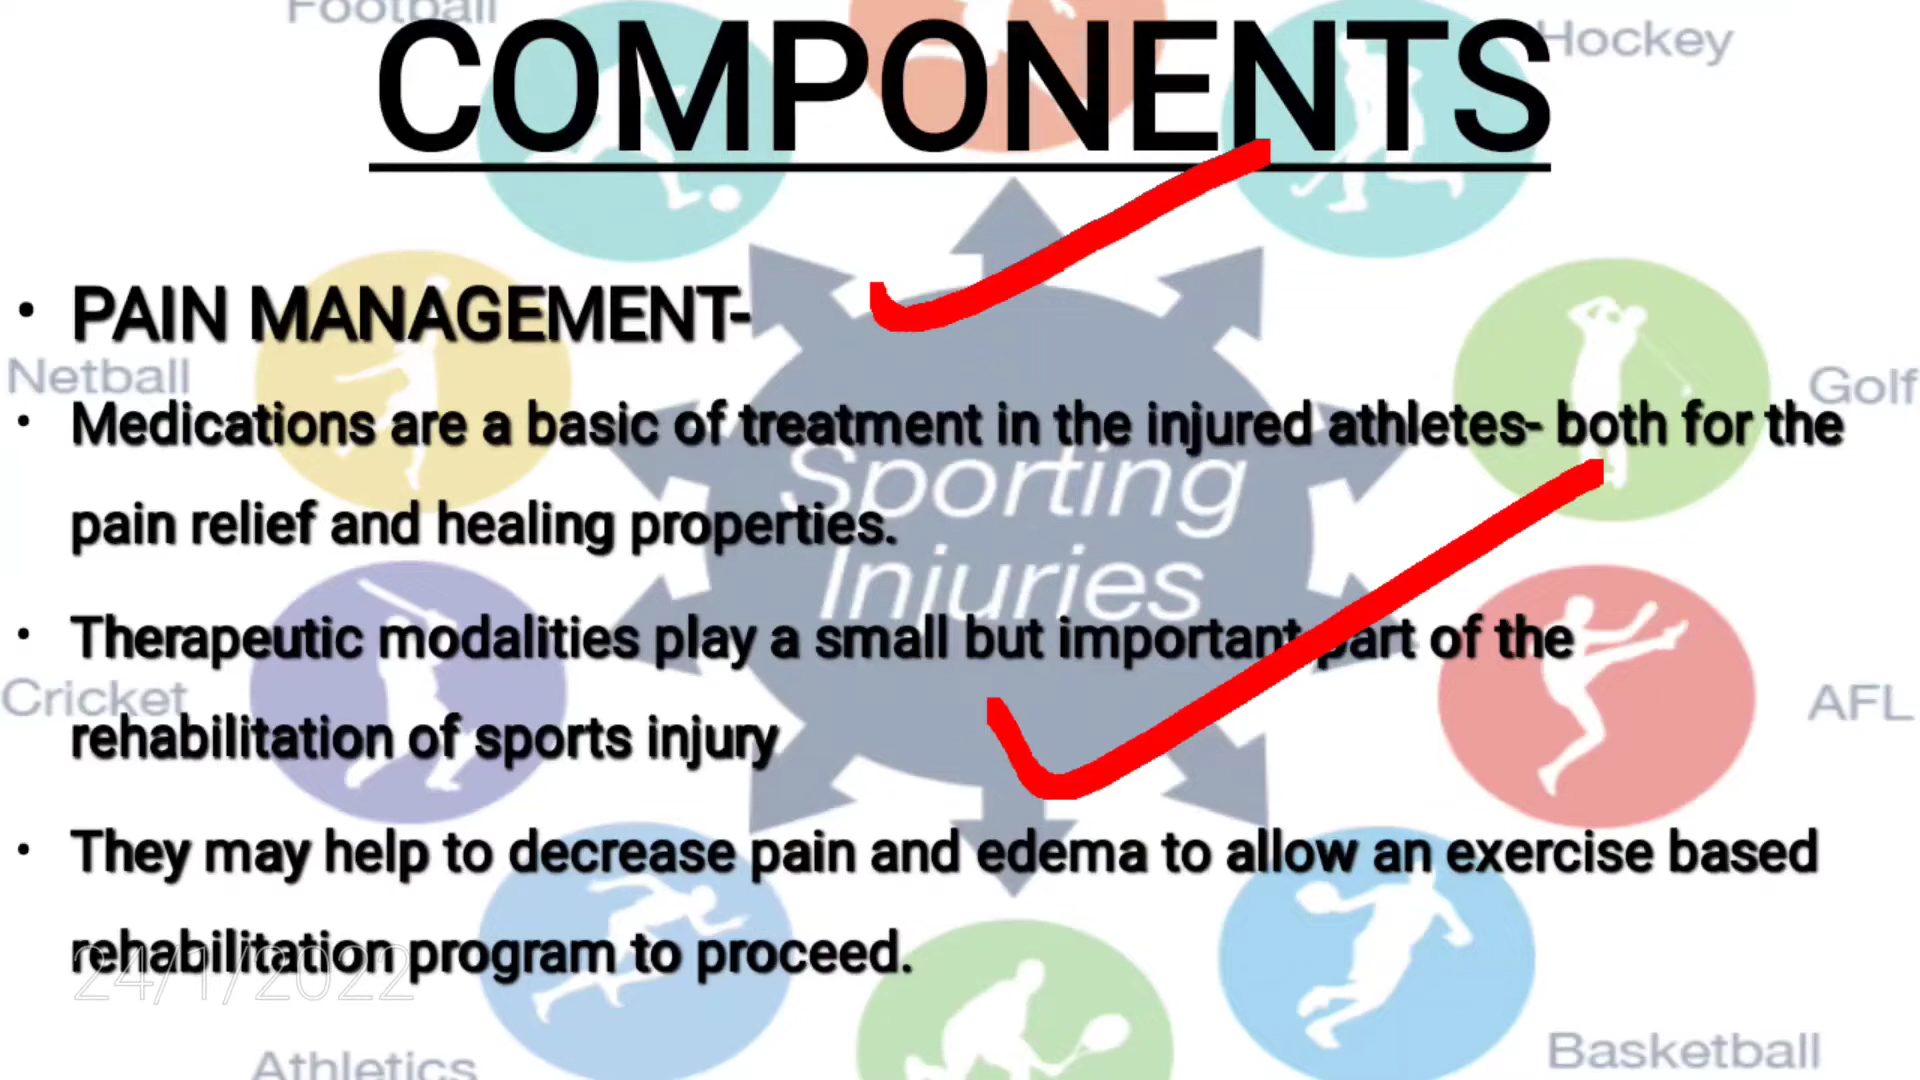 Football
COMPONENTS
Hockey
• PAIN MANAGEMENT-
Netball
Golf
• Medications are a basic of treatment in the injured athletes- both for the
Sporting
pain relief and healing properties.
Injuries
• Therapeutic modalities play a small but important part of the
Cricket
AFL
rehabilitation of sports injury
• They may help to decrease pain and edema to allow an exercise based
rehabilitation program to proceed.
24/1/2022
Basketball
Athletics